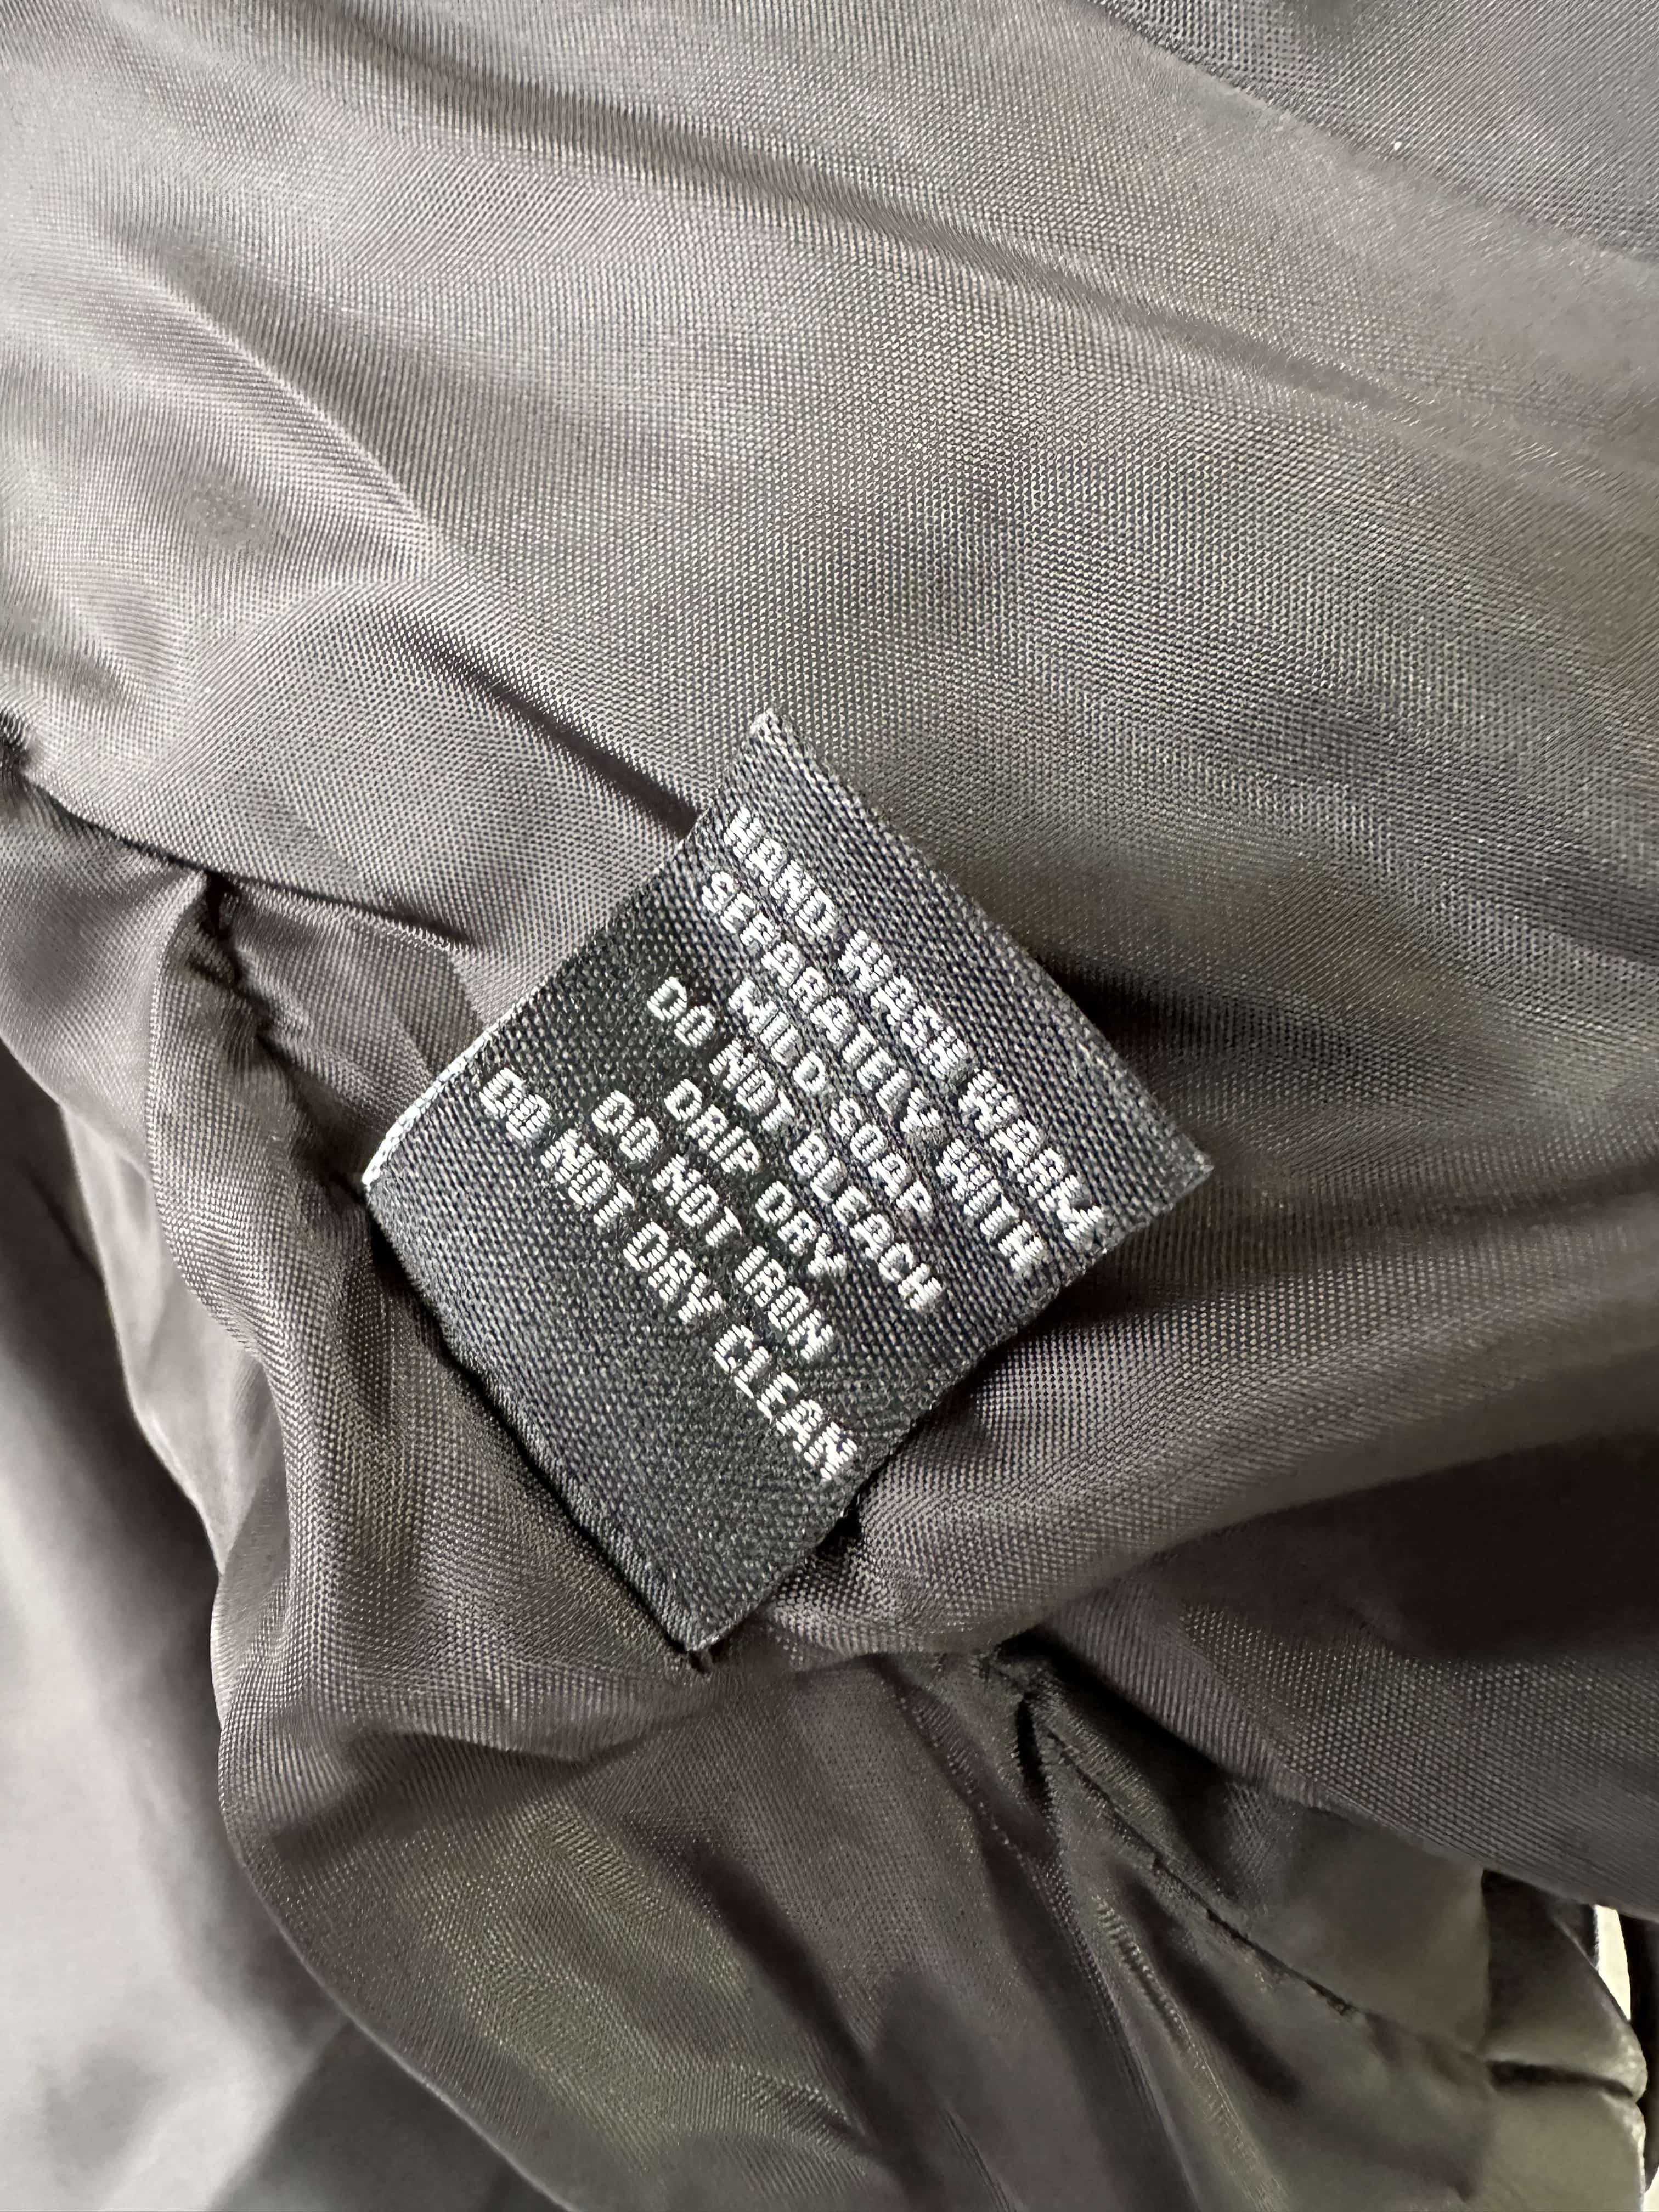 HAND WASH WARM
SEPARATELY WITH
MILD SOAP
DO NOT BLEACH
DRIP DRY
DO NOT IRON
DO NOT DRY CLEAN